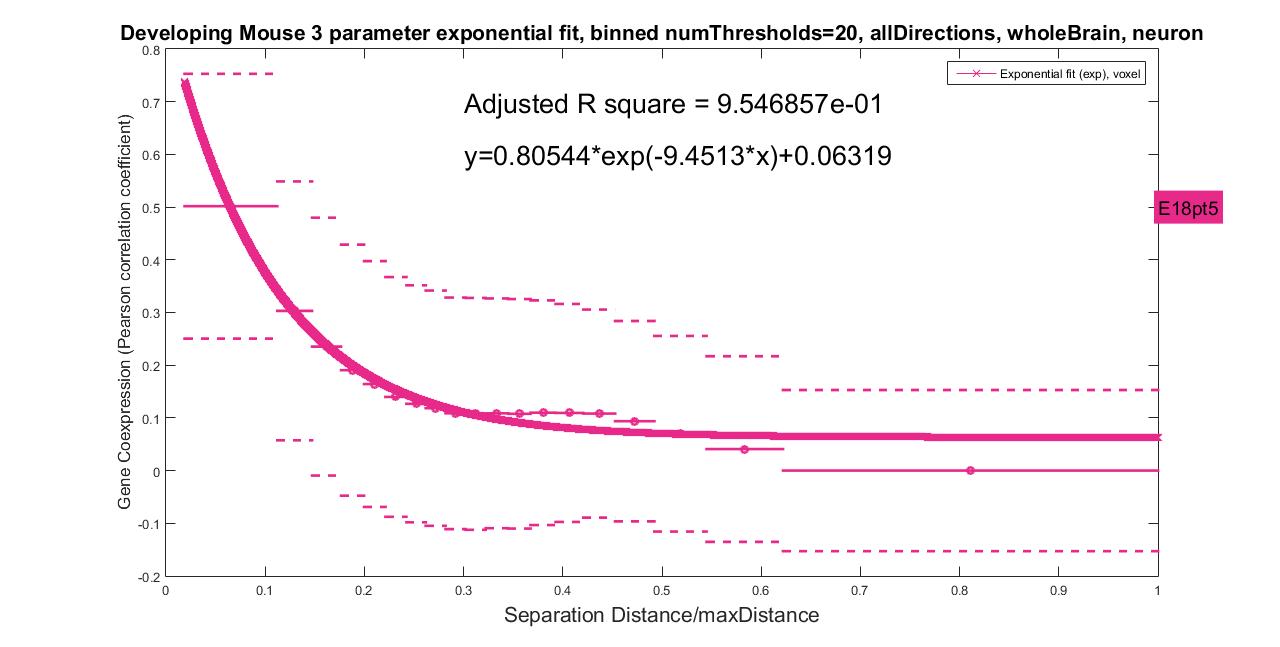 Developing Mouse 3 parameter exponential fit, binned numThresholds=20, allDirections, wholeBrain, neuron
Exponential fit (exp), voxel
Adjusted R square = 9.546857e-01
y=0.80544*exp(-9.4513*x)+0.06319
E18pt5
Gene Coexpression (Pearson correlation coefficient)
0.8
0.7
0.6
0.5
0.4
0.3
0.2
0.1
0
-0.1
-0.2
0 0.1 0.2 0.3 0.4 0.5 0.6 0.7 0.8 0.9 1
Separation Distance/maxDistance